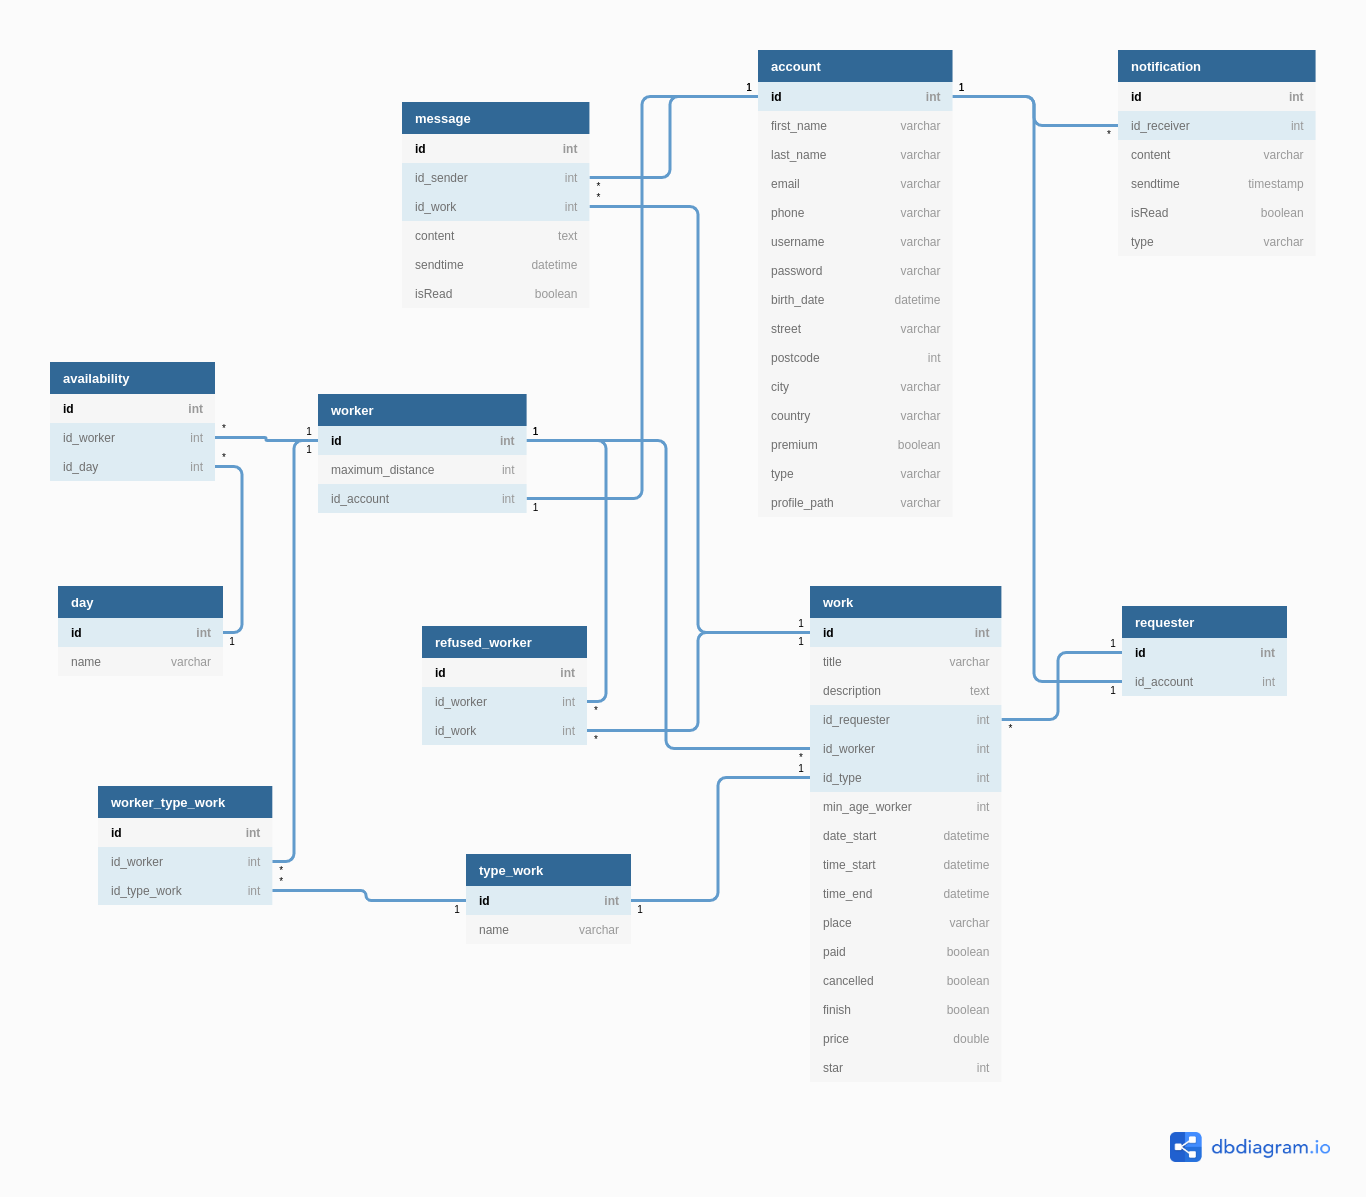 account
id int
first_name varchar
last_name varchar
email varchar
phone varchar
username varchar
password varchar
birth_date datetime
street varchar
postcode int
city varchar
country varchar
premium boolean
type varchar
profile_path varchar
1
1
notification
id int
id_receiver int
content varchar
sendtime timestamp
isRead boolean
type varchar
*
message
id int
id_sender int
id_work int
content text
sendtime datetime
isRead boolean
*
*
availability
id int
id_worker int
id_day int
*
*
worker
id int
maximum_distance int
id_account int
1
1
1
1
day
id int
name varchar
1
refused_worker
id int
id_worker int
id_work int
*
*
work
id int
title varchar
description text
id_requester int
id_worker int
id_type int
min_age_worker int
date_start datetime
time_start datetime
time_end datetime
place varchar
paid boolean
cancelled boolean
finish boolean
price double
star int
1
1
*
*
1
requester
id int
id_account int
1
1
worker_type_work
id int
id_worker int
id_type_work int
*
*
type_work
id int
name varchar
1
1
dbdiagram.io